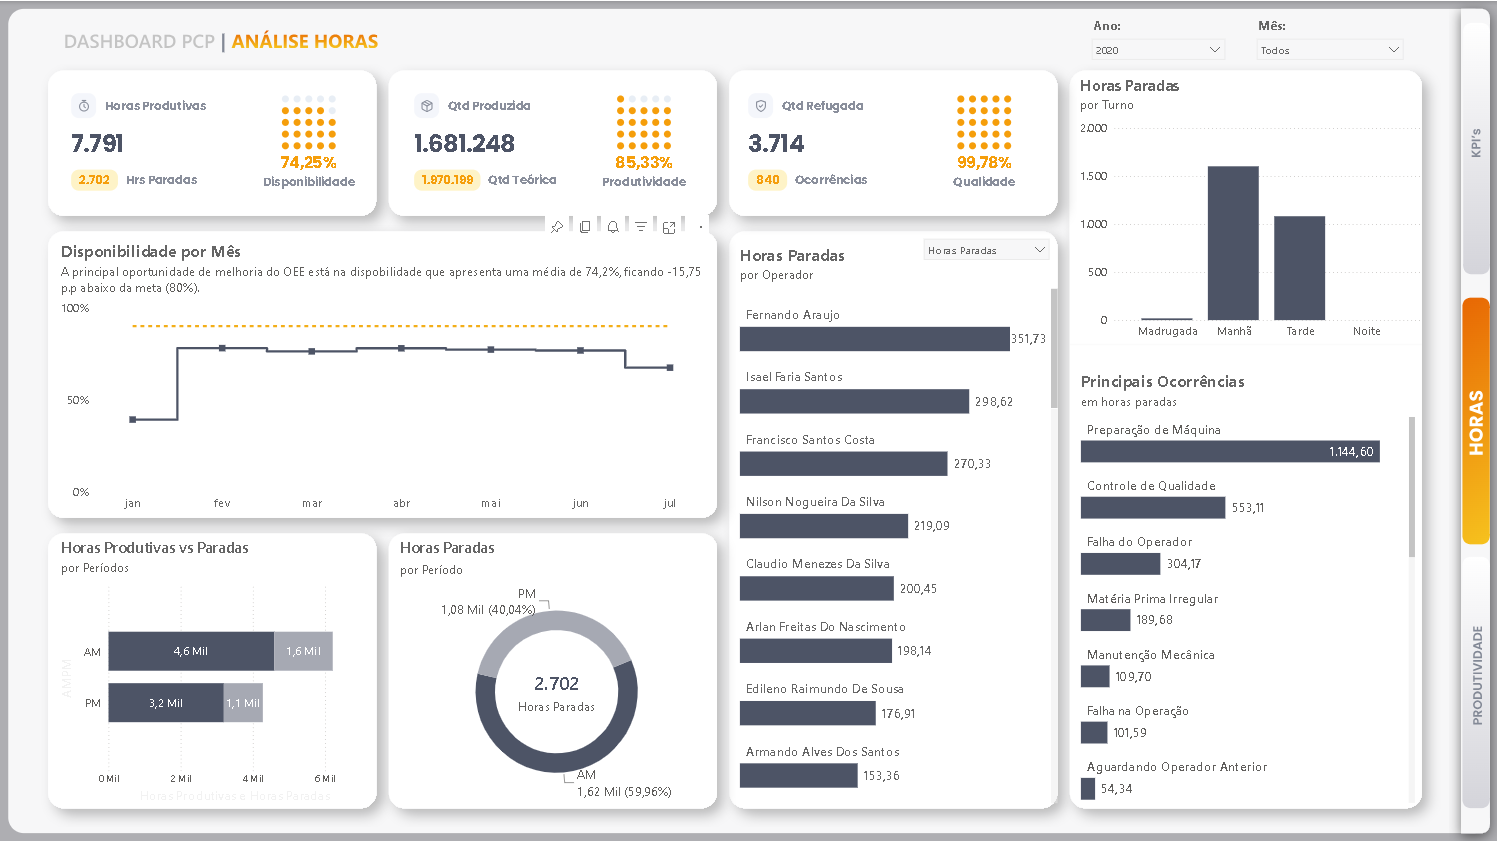 DASHBOARD PCP | ANÁLISE HORAS
Ano:
2020
Mês:
Todos
Horas Produtivas
7.791
2.702 Hrs Paradas
74,25%
Disponibilidade
Qtd Produzida
1.681.248
1.970.199 Qtd Teórica
85,33%
Produtividade
Qtd Refugada
3.714
840 Ocorrências
99,78%
Qualidade
Disponibilidade por Mês
A principal oportunidade de melhoria do OEE está na dispobilidade que apresenta uma média de 74,2%, ficando -15,75
p.p abaixo da meta (80%).
100%
50%
0%
jan fev mar abr mai jun jul
Horas Produtivas vs Paradas
por Períodos
AMPM
AM 4,6 Mil 1,6 Mil
PM 3,2 Mil 1,1 Mil
0 Mil 2 Mil 4 Mil 6 Mil
Horas Produtivas e Horas Paradas
Horas Paradas
por Período
PM
1,08 Mil (40,04%)
2.702
Horas Paradas
AM
1,62 Mil (59,96%)
Horas Paradas
por Operador
Horas Paradas
Fernando Araujo
351,73
Isael Faria Santos
298,62
Francisco Santos Costa
270,33
Nilson Nogueira Da Silva
219,09
Claudio Menezes Da Silva
200,45
Arlan Freitas Do Nascimento
198,14
Edileno Raimundo De Sousa
176,91
Armando Alves Dos Santos
153,36
Horas Paradas
por Turno
2.000
1.500
1.000
500
0
Madrugada Manhã Tarde Noite
Principais Ocorrências
em horas paradas
Preparação de Máquina
1.144,60
Controle de Qualidade
553,11
Falha do Operador
304,17
Matéria Prima Irregular
189,68
Manutenção Mecânica
109,70
Falha na Operação
101,59
Aguardando Operador Anterior
54,34
KPI's
HORAS
PRODUTIVIDADE